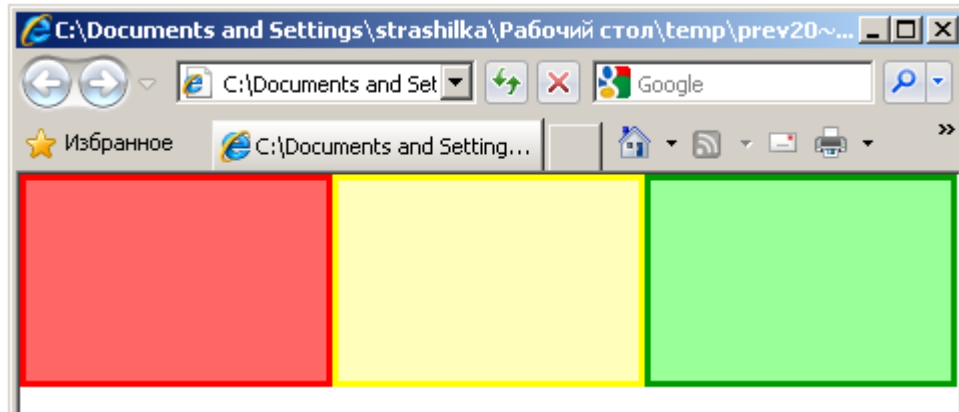 C:\Documents and Settings\strashilka\Рабочий стол\temp\prev20~...
C:\Documents and Set
Google
Избранное
C:\Documents and Setting...
»